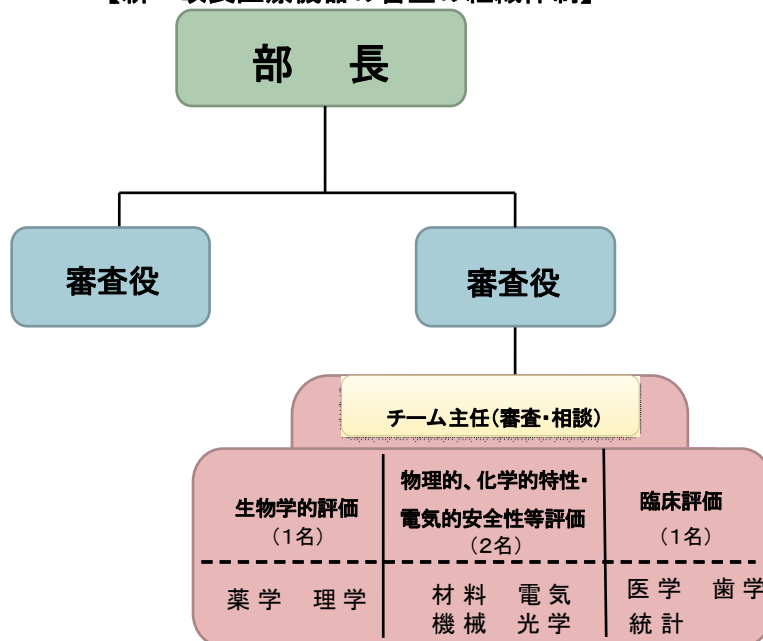 部　長
審査役
審査役
チーム主任(審査・相談)
生物学的評価
(1名)
物理的、化学的特性・
電気的安全性等評価
(2名)
臨床評価
(1名)
薬学　理学
材料　電気
機械　光学
医学　歯学
統計